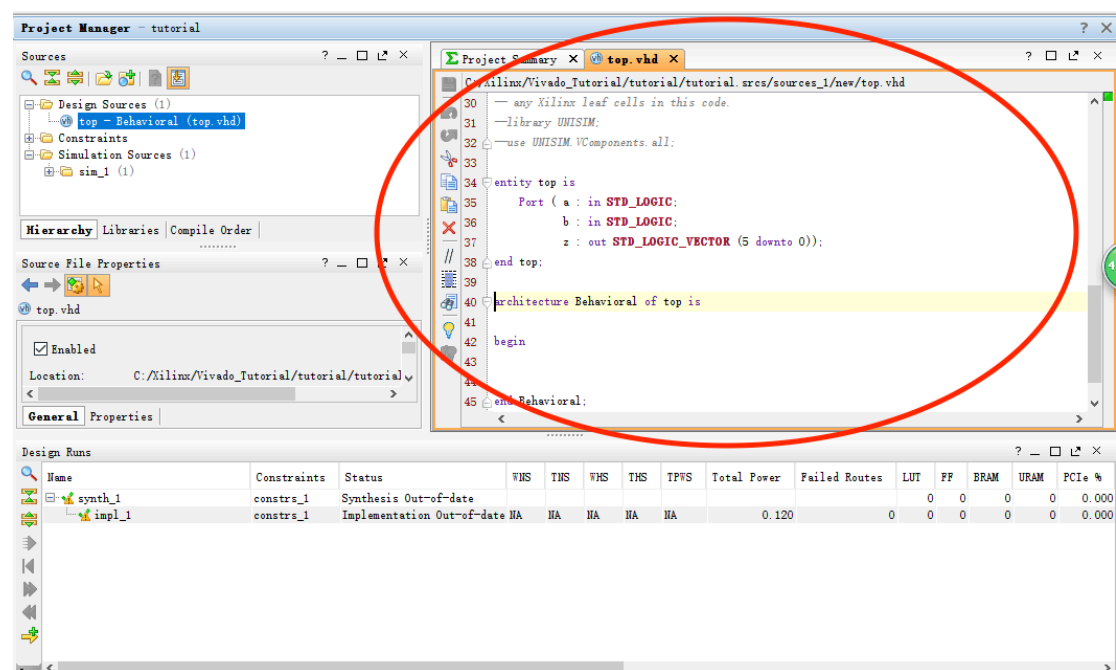 Project Manager - tutorial
Sources
Design Sources (1)
top - Behavioral (top.vhd)
Constraints
Simulation Sources (1)
sim_1 (1)
Hierarchy Libraries Compile Order
Source File Properties
top.vhd
Enabled
Location: C:/Xilinx/Vivado_Tutorial/tutorial/tutorial
General Properties
Project Summary top.vhd
C:/Xilinx/Vivado_Tutorial/tutorial/tutorial.srcs/sources_1/new/top.vhd
30 -- any Xilinx leaf cells in this code.
31 --library UNISIM;
32 --use UNISIM.VComponents.all;
33
34 entity top is
35 Port ( a : in STD_LOGIC;
36 b : in STD_LOGIC;
37 z : out STD_LOGIC_VECTOR (5 downto 0));
38 end top;
39
40 architecture Behavioral of top is
41
42 begin
43
44
45 end Behavioral;
4
Design Runs
Name Constraints Status WNS TNS WHS THS TPWS Total Power Failed Routes LUT FF BRAM URAM PCIe %
synth_1 constrs_1 Synthesis Out-of-date 0 0 0 0 0.000
impl_1 constrs_1 Implementation Out-of-date NA NA NA NA NA 0.120 0 0 0 0 0 0.000